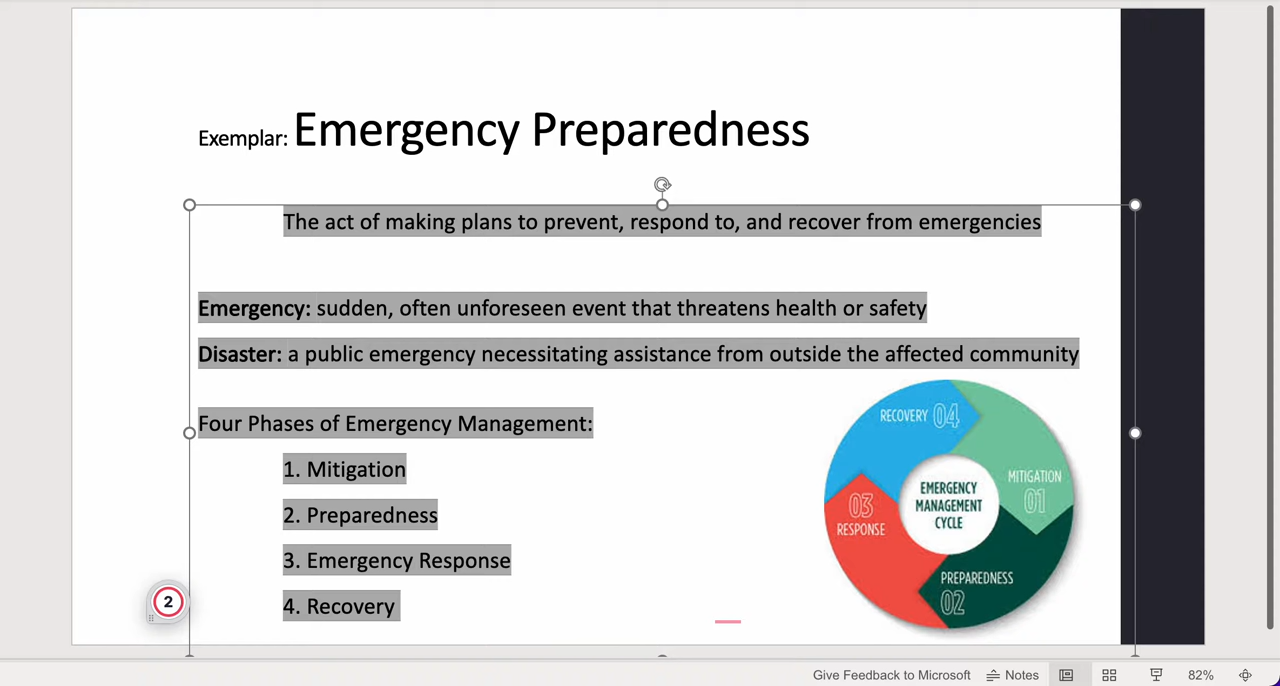 Exemplar: Emergency Preparedness
The act of making plans to prevent, respond to, and recover from emergencies
Emergency: sudden, often unforeseen event that threatens health or safety
Disaster: a public emergency necessitating assistance from outside the affected community
Four Phases of Emergency Management:
1. Mitigation
2. Preparedness
3. Emergency Response
4. Recovery
RECOVERY 04
MITIGATION
01
EMERGENCY
MANAGEMENT
CYCLE
03
RESPONSE
PREPAREDNESS
02
2
Give Feedback to Microsoft Notes 82%